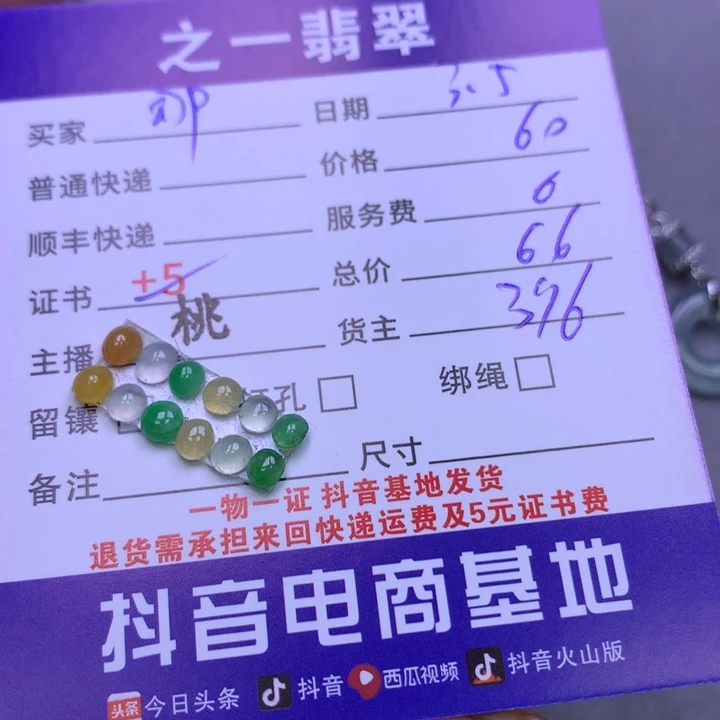 之一翡翠
买家 邓 日期 3.5
普通快递 价格 60
顺丰快递 服务费 6
证书 +5 总价 66
主播 桃 货主 396
留镶 孔 绑绳
备注 尺寸
一物一证 抖音基地发货
退货需承担来回快递运费及5元证书费
抖音电商基地
头条 今日头条 抖音 西瓜视频 抖音火山版